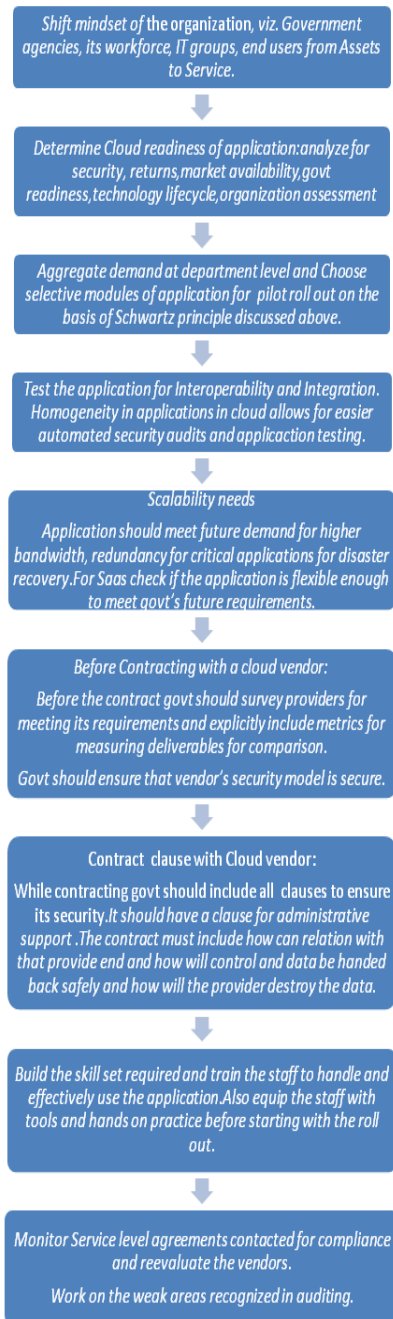 Shift mindset of the organization, viz. Government
agencies, its workforce, IT groups, end users from Assets
to Service.
Determine Cloud readiness of application:analyze for
security, returns,market availability,govt
readiness,technology lifecycle,organization assessment
Aggregate demand at department level and Choose
selective modules of application for pilot roll out on the
basis of Schwartz principle discussed above.
Test the application for Interoperability and Integration.
Homogeneity in applications in cloud allows for easier
automated security audits and applicaction testing.
Scalability needs
Application should meet future demand for higher
bandwidth, redundancy for critical applications for disaster
recovery.For Saas check if the application is flexible enough
to meet govt's future requirements.
Before Contracting with a cloud vendor:
Before the contract govt should survey providers for
meeting its requirements and explicitly include metrics for
measuring deliverables for comparison.
Govt should ensure that vendor's security model is secure.
Contract clause with Cloud vendor:
While contracting govt should include all clauses to ensure
its security.It should have a clause for administrative
support .The contract must include how can relation with
that provide end and how will control and data be handed
back safely and how will the provider destroy the data.
Build the skill set required and train the staff to handle and
effectively use the application.Also equip the staff with
tools and hands on practice before starting with the roll
out.
Monitor Service level agreements contacted for compliance
and reevaluate the vendors.
Work on the weak areas recognized in auditing.